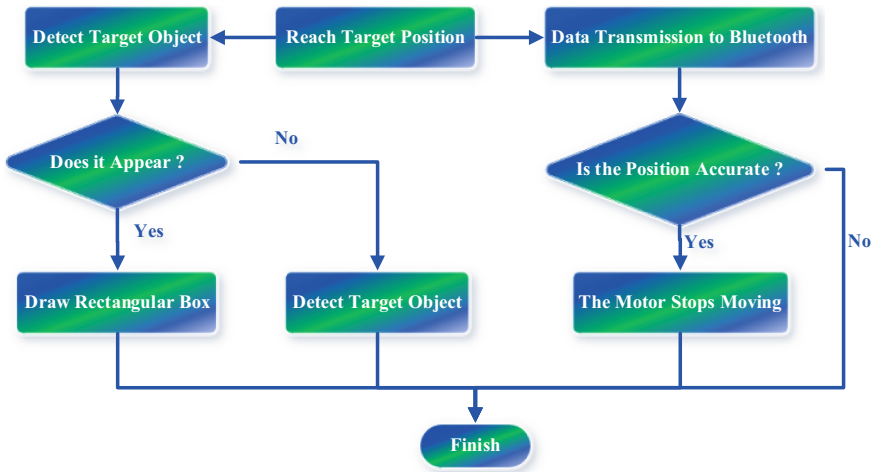 Detect Target Object
Reach Target Position
Data Transmission to Bluetooth
Does it Appear ?
No
Is the Position Accurate ?
Yes
Yes
No
Draw Rectangular Box
Detect Target Object
The Motor Stops Moving
Finish